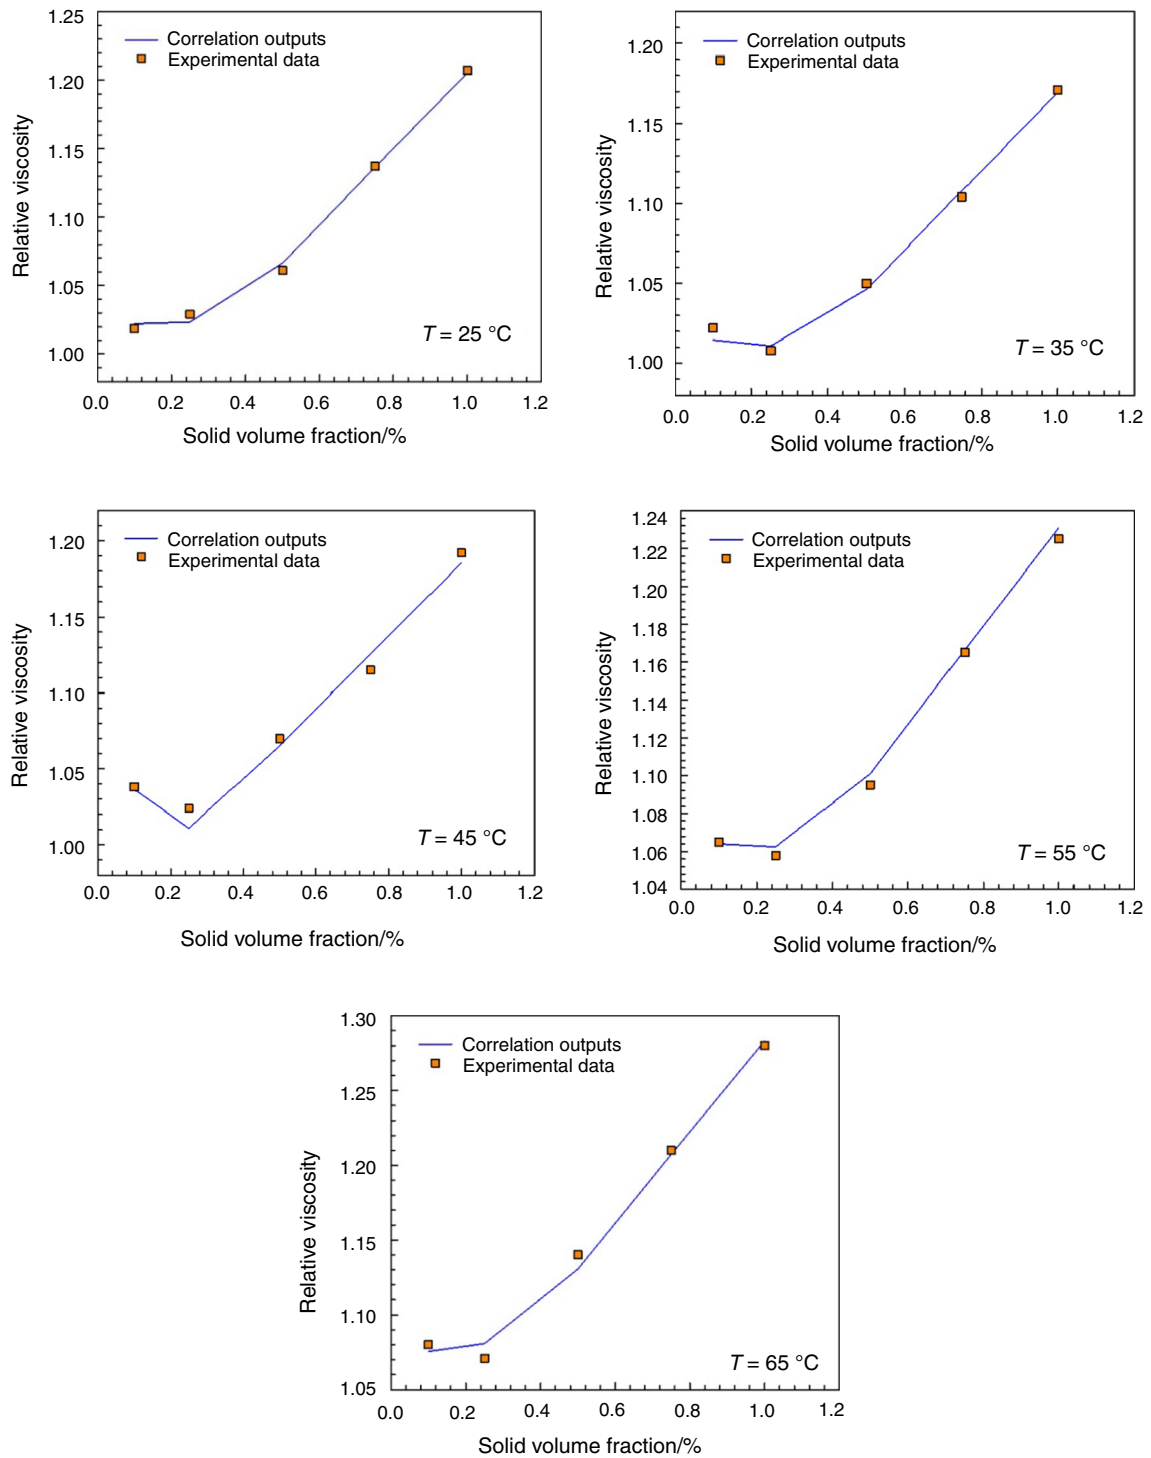 1.25
1.20
1.15
1.10
1.05
1.00
Relative viscosity
Correlation outputs
Experimental data
T = 25 °C
0.0 0.2 0.4 0.6 0.8 1.0 1.2
Solid volume fraction/%
1.20
1.15
1.10
1.05
1.00
Relative viscosity
Correlation outputs
Experimental data
T = 35 °C
0.0 0.2 0.4 0.6 0.8 1.0 1.2
Solid volume fraction/%
1.20
1.15
1.10
1.05
1.00
Relative viscosity
Correlation outputs
Experimental data
T = 45 °C
0.0 0.2 0.4 0.6 0.8 1.0 1.2
Solid volume fraction/%
1.24
1.22
1.20
1.18
1.16
1.14
1.12
1.10
1.08
1.06
1.04
Relative viscosity
Correlation outputs
Experimental data
T = 55 °C
0.0 0.2 0.4 0.6 0.8 1.0 1.2
Solid volume fraction/%
1.30
1.25
1.20
1.15
1.10
1.05
Relative viscosity
Correlation outputs
Experimental data
T = 65 °C
0.0 0.2 0.4 0.6 0.8 1.0 1.2
Solid volume fraction/%